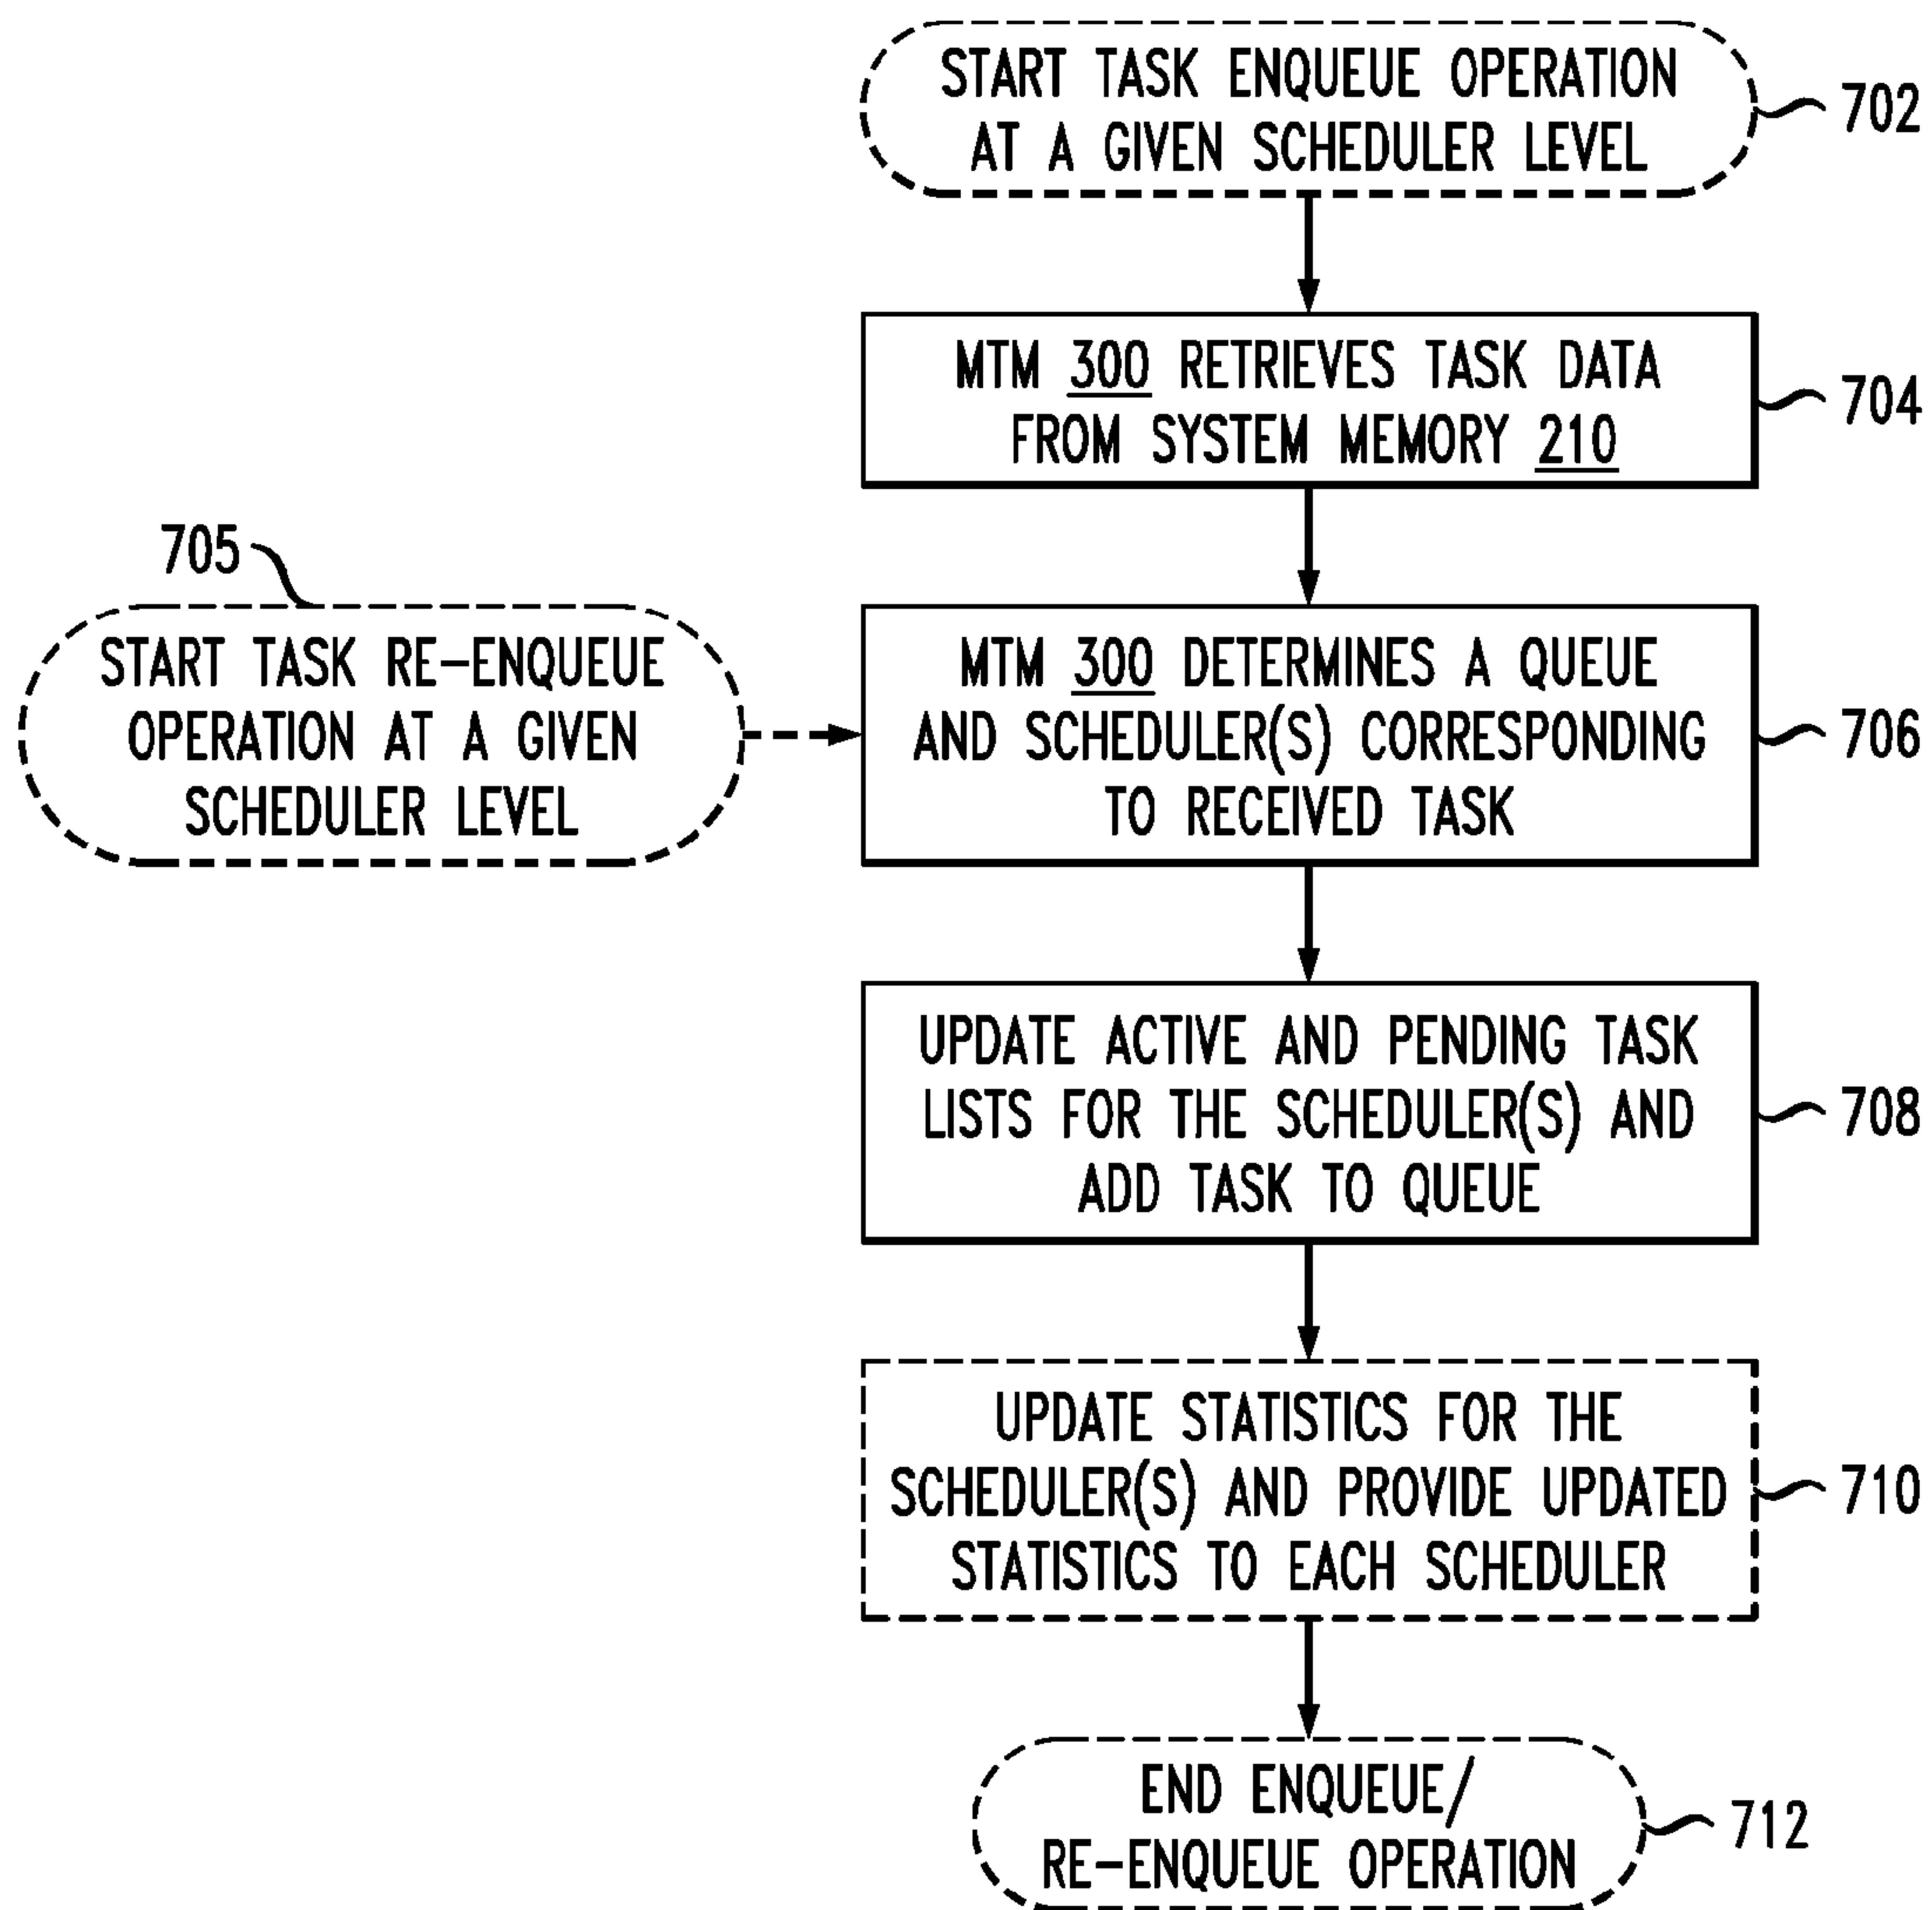 START TASK ENQUEUE OPERATION
AT A GIVEN SCHEDULER LEVEL
702
MTM 300 RETRIEVES TASK DATA
FROM SYSTEM MEMORY 210
704
705
START TASK RE-ENQUEUE
OPERATION AT A GIVEN
SCHEDULER LEVEL
MTM 300 DETERMINES A QUEUE
AND SCHEDULER(S) CORRESPONDING
TO RECEIVED TASK
706
UPDATE ACTIVE AND PENDING TASK
LISTS FOR THE SCHEDULER(S) AND
ADD TASK TO QUEUE
708
UPDATE STATISTICS FOR THE
SCHEDULER(S) AND PROVIDE UPDATED
STATISTICS TO EACH SCHEDULER
710
END ENQUEUE/
RE-ENQUEUE OPERATION
712